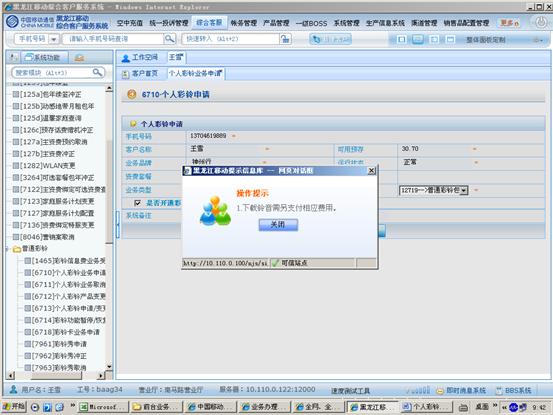 黑龙江移动综合客户服务系统 - Windows Internet Explorer
中国移动通信 CHINA MOBILE 黑龙江移动 综合客户服务系统
空中充值 统一投诉管理 综合客服 帐务管理 产品管理 一级BOSS 系统管理 生产信息系统 渠道管理 销售品配置管理 更多
手机号码 请输入手机号码查询 快速转入 (Alt+2) 整体面板定制
系统功能 工作空间 王雪
搜索模块 (Alt+3) 客户首页 个人彩铃业务申请
6710-个人彩铃申请
[125a]包年续签冲正
[125b]动感地带月租包年
[125d]温馨家庭查询
[126c]预存话费赠机冲正
[127a]主资费预约取消
[127b]主资费冲正
[1282]WLAN变更
[3264]可选套餐包年冲正
[7122]主资费绑定可选资费查
[7123]家庭服务计划变更
[7127]家庭服务计划配置
[7136]资费绑定特服变更
[8046]营销案取消
普通彩铃
[1465]彩铃信息费业务受
[6710]个人彩铃业务申请
[6711]个人彩铃业务取消
[6712]个人彩铃产品变更
[6713]个人彩铃申请/变更
[6714]彩铃功能暂停/恢复
[6718]彩铃卡业务申请
[7961]彩铃秀申请
[7962]彩铃秀冲正
[7963]彩铃秀取消
个人彩铃申请
手机号码 13704619889
客户名称 王雪 可用预存 30.70
业务品牌 神州行 运行状态 正常
资费套餐
业务类型 12719-->普通彩铃包
是否开通彩
系统备注
黑龙江移动提示信息库 -- 网页对话框
操作提示
1.下载铃音需另支付相应费用。
关闭
http://10.110.0.100/njs/si 可信站点
用户名：王雪 工号：baag34 营业厅：南马路营业厅 服务器：10.110.0.122:12000 速度测试工具 即时消息系统 BBS系统
开始 Microsof... 前台业务... 中国移动... 业务办理... 全网、全... 黑龙江移... 个人彩铃... 桌面 9:42